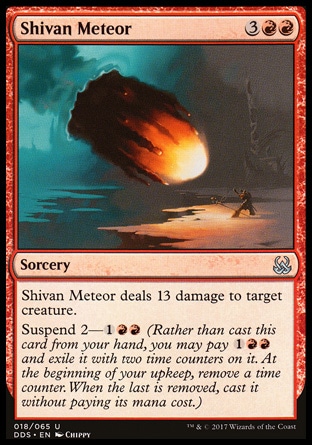 Shivan Meteor 3
Sorcery
Shivan Meteor deals 13 damage to target
creature.
Suspend 2—1 (Rather than cast this
card from your hand, you may pay 1
and exile it with two time counters on it. At
the beginning of your upkeep, remove a
time counter. When the last is removed, cast it
without paying its mana cost.)
018/065 U
DDS • EN CHIPPY
™ & © 2017 Wizards of the Coast